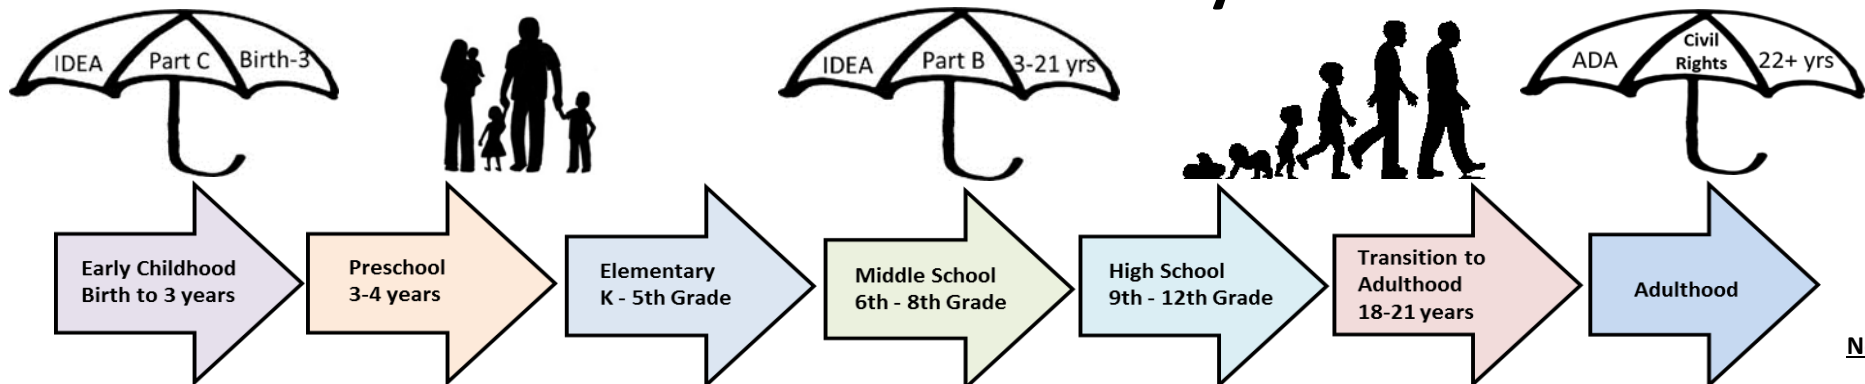 IDEA Part C Birth-3
IDEA Part B 3-21 yrs
ADA Civil Rights 22+ yrs
Early Childhood
Birth to 3 years
Preschool
3-4 years
Elementary
K - 5th Grade
Middle School
6th - 8th Grade
High School
9th - 12th Grade
Transition to
Adulthood
18-21 years
Adulthood
N